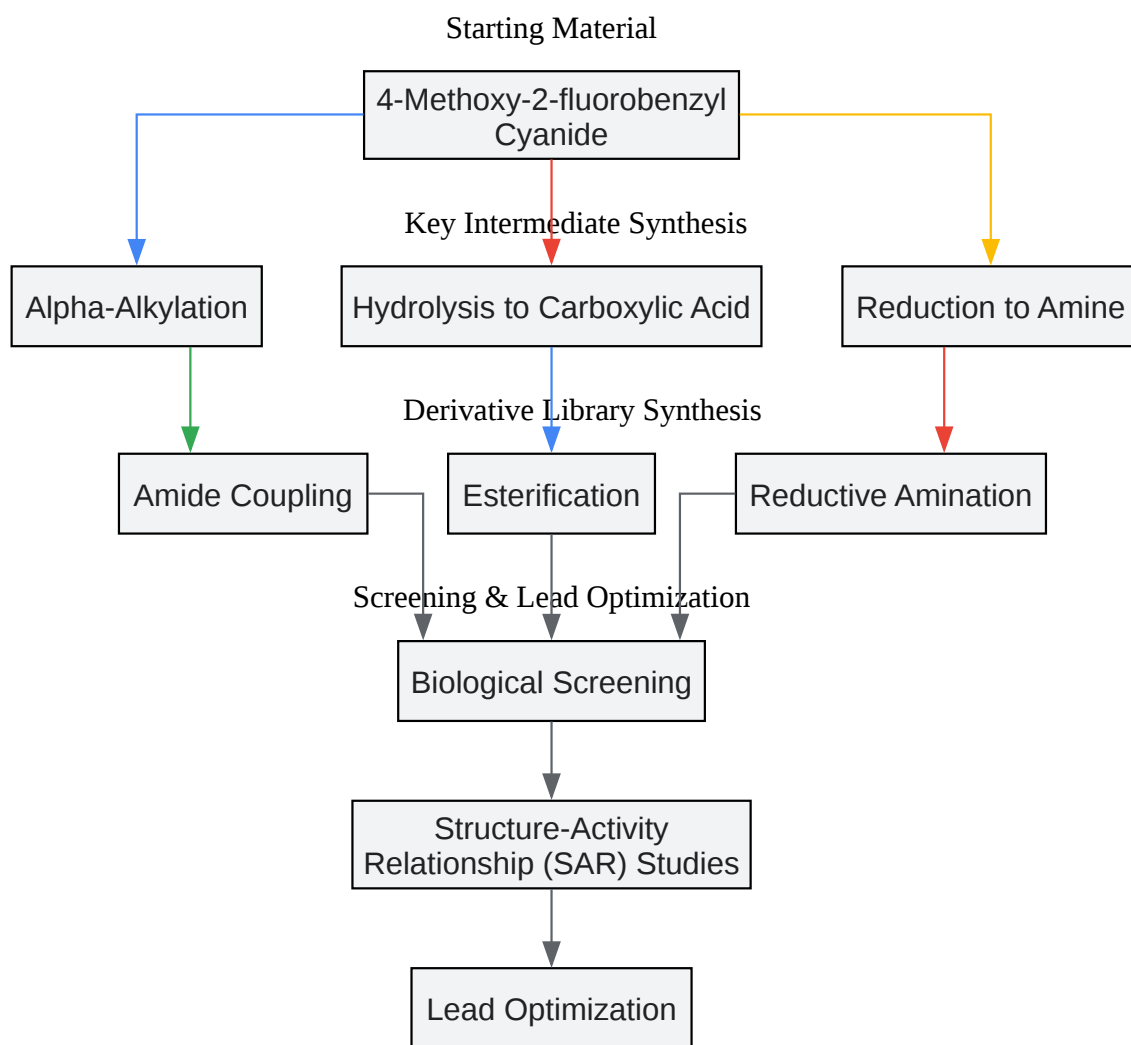 Starting Material
4-Methoxy-2-fluorobenzyl
Cyanide
Key Intermediate Synthesis
Alpha-Alkylation
Hydrolysis to Carboxylic Acid
Reduction to Amine
Derivative Library Synthesis
Amide Coupling
Esterification
Reductive Amination
Screening & Lead Optimization
Biological Screening
Structure-Activity
Relationship (SAR) Studies
Lead Optimization